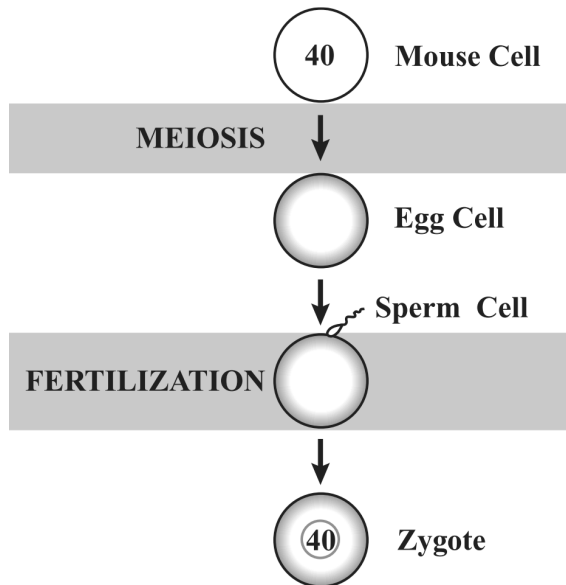 40 Mouse Cell
MEIOSIS
Egg Cell
Sperm Cell
FERTILIZATION
40 Zygote